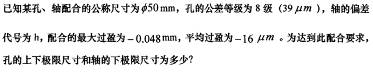 已知某孔、轴配合的公称尺寸为ϕ50mm，孔的公差等级为 8 级（39 μm），轴的偏差
代号为 h，配合的最大过盈为－0.048mm，平均过盈为－16 μm 。为达到此配合要求，
孔的上下极限尺寸和轴的下极限尺寸为多少？